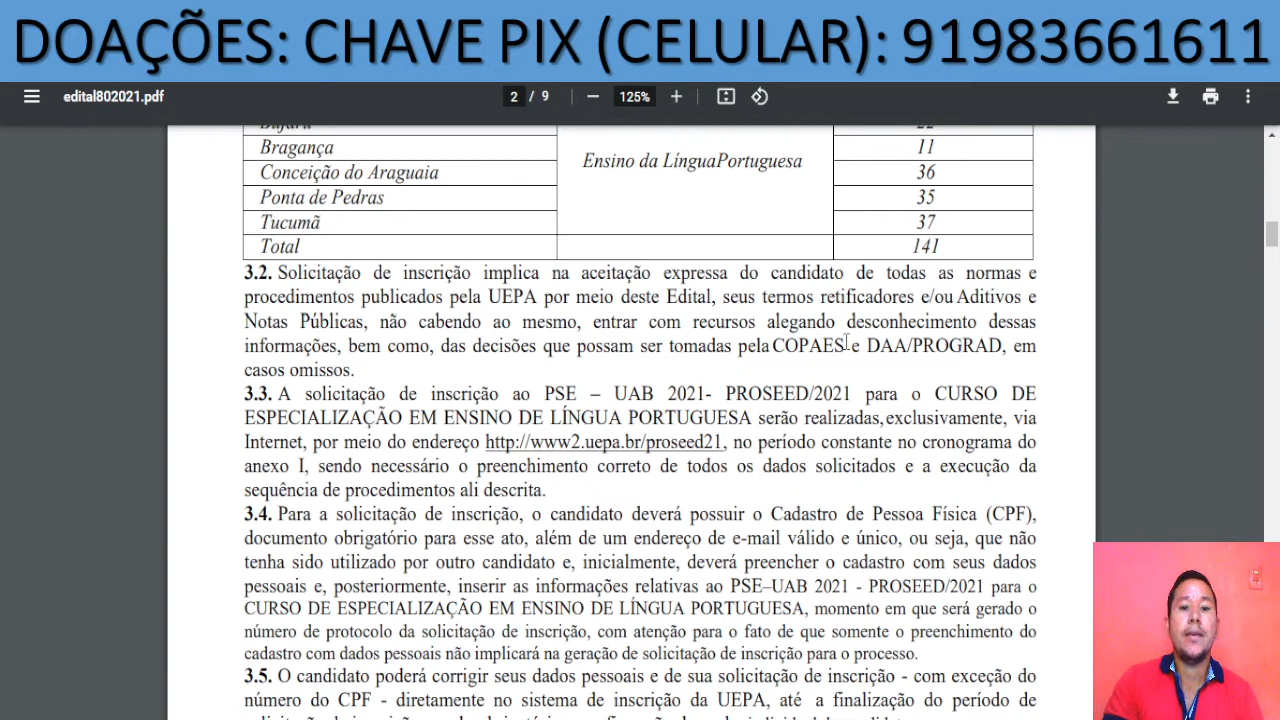 DOAÇÕES: CHAVE PIX (CELULAR): 91983661611
edital802021.pdf 2 / 9 125%
Bujaru 22
Bragança 11
Ensino da LínguaPortuguesa
Conceição do Araguaia 36
Ponta de Pedras 35
Tucumã 37
Total 141
3.2. Solicitação de inscrição implica na aceitação expressa do candidato de todas as normas e
procedimentos publicados pela UEPA por meio deste Edital, seus termos retificadores e/ou Aditivos e
Notas Públicas, não cabendo ao mesmo, entrar com recursos alegando desconhecimento dessas
informações, bem como, das decisões que possam ser tomadas pela COPAES e DAA/PROGRAD, em
casos omissos.
3.3. A solicitação de inscrição ao PSE – UAB 2021- PROSEED/2021 para o CURSO DE
ESPECIALIZAÇÃO EM ENSINO DE LÍNGUA PORTUGUESA serão realizadas, exclusivamente, via
Internet, por meio do endereço http://www2.uepa.br/proseed21, no período constante no cronograma do
anexo I, sendo necessário o preenchimento correto de todos os dados solicitados e a execução da
sequência de procedimentos ali descrita.
3.4. Para a solicitação de inscrição, o candidato deverá possuir o Cadastro de Pessoa Física (CPF),
documento obrigatório para esse ato, além de um endereço de e-mail válido e único, ou seja, que não
tenha sido utilizado por outro candidato e, inicialmente, deverá preencher o cadastro com seus dados
pessoais e, posteriormente, inserir as informações relativas ao PSE–UAB 2021 - PROSEED/2021 para o
CURSO DE ESPECIALIZAÇÃO EM ENSINO DE LÍNGUA PORTUGUESA, momento em que será gerado o
número de protocolo da solicitação de inscrição, com atenção para o fato de que somente o preenchimento do
cadastro com dados pessoais não implicará na geração de solicitação de inscrição para o processo.
3.5. O candidato poderá corrigir seus dados pessoais e de sua solicitação de inscrição - com exceção do
número do CPF - diretamente no sistema de inscrição da UEPA, até a finalização do período de